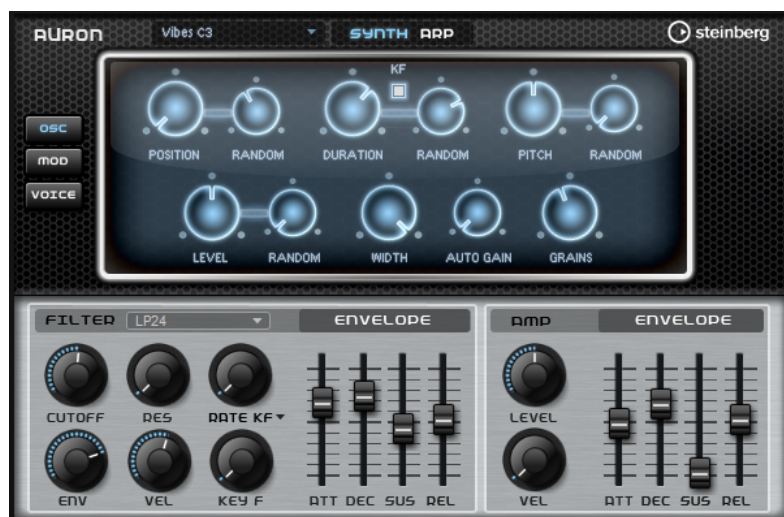 AURON Vibes C3 SYNTH ARP steinberg
KF
OSC
MOD
VOICE
POSITION RANDOM DURATION RANDOM PITCH RANDOM
LEVEL RANDOM WIDTH AUTO GAIN GRAINS
FILTER LP24 ENVELOPE AMP ENVELOPE
CUTOFF RES RATE KF LEVEL
ENV VEL KEY F ATT DEC SUS REL VEL ATT DEC SUS REL